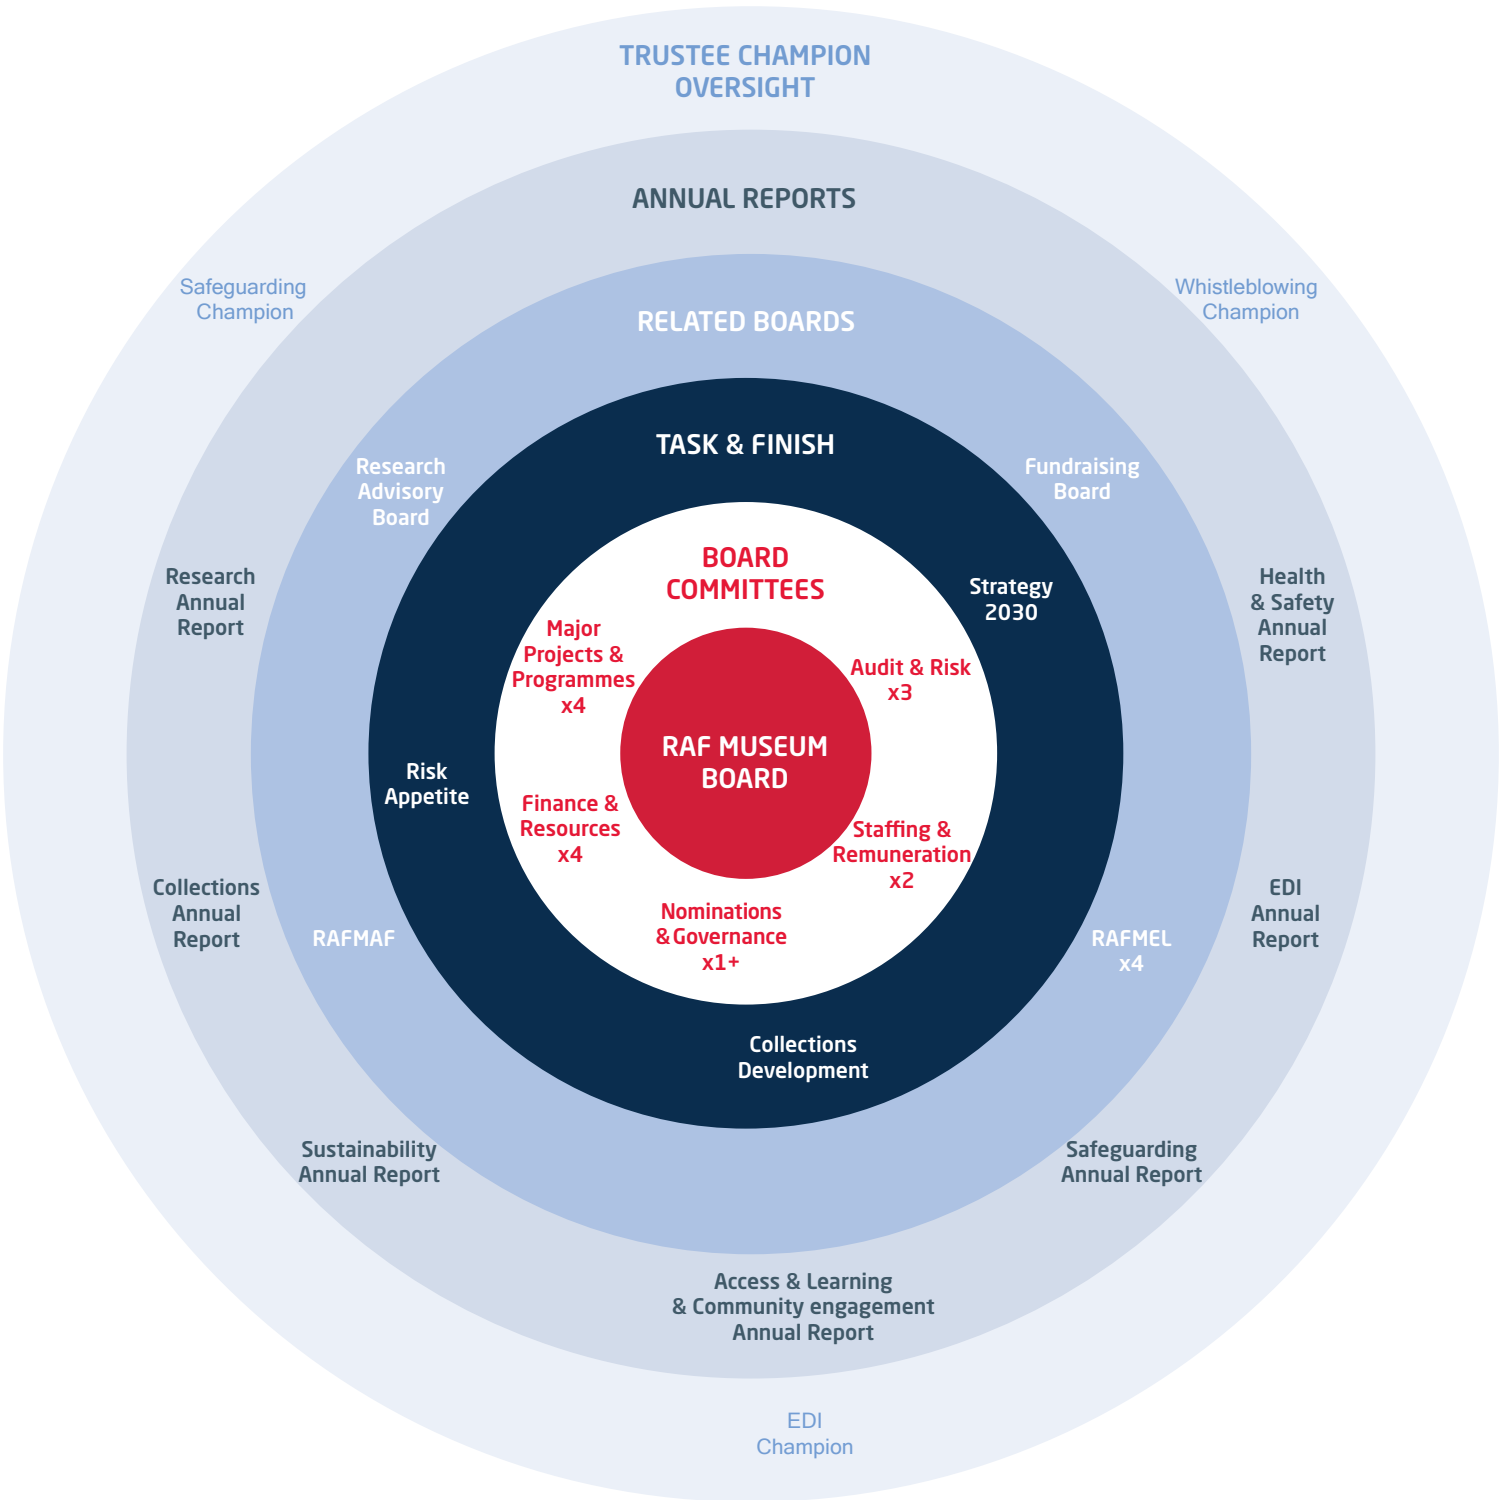 TRUSTEE CHAMPION
OVERSIGHT
Safeguarding
Champion
Whistleblowing
Champion
EDI
Champion
ANNUAL REPORTS
Research
Annual
Report
Health
& Safety
Annual
Report
Collections
Annual
Report
EDI
Annual
Report
Sustainability
Annual Report
Safeguarding
Annual Report
Access & Learning
& Community engagement
Annual Report
RELATED BOARDS
Research
Advisory
Board
Fundraising
Board
RAFMAF
RAFMEL
x4
TASK & FINISH
Strategy
2030
Risk
Appetite
Collections
Development
BOARD
COMMITTEES
Major
Projects &
Programmes
x4
Audit & Risk
x3
Finance &
Resources
x4
Staffing &
Remuneration
x2
Nominations
& Governance
x1+
RAF MUSEUM
BOARD